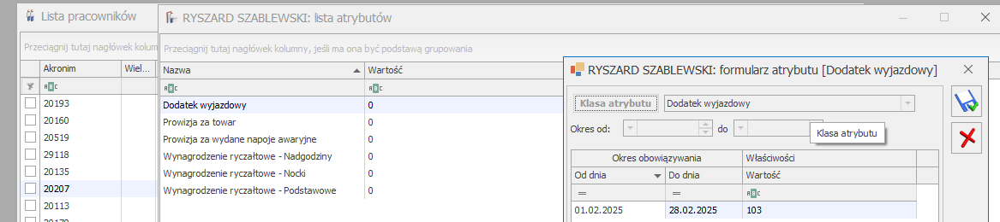 Lista pracowników
RYSZARD SZABLEWSKI: lista atrybutów
Przeciągnij tutaj nagłówek kolum
Przeciągnij tutaj nagłówek kolumny, jeśli ma ona być podstawą grupowania
Akronim Wiel...
Nazwa Wartość
20193
20160
20519
29118
20135
20207
20113
Dodatek wyjazdowy 0
Prowizja za towar 0
Prowizja za wydane napoje awaryjne 0
Wynagrodzenie ryczałtowe - Nadgodziny 0
Wynagrodzenie ryczałtowe - Nocki 0
Wynagrodzenie ryczałtowe - Podstawowe 0
RYSZARD SZABLEWSKI: formularz atrybutu [Dodatek wyjazdowy]
Klasa atrybutu Dodatek wyjazdowy
Okres od: do
Klasa atrybutu
Okres obowiązywania Właściwości
Od dnia Do dnia Wartość
01.02.2025 28.02.2025 103